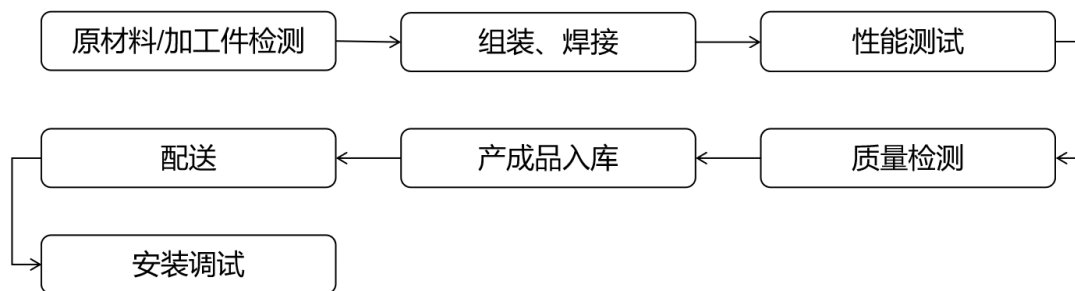 原材料/加工件检测
组装、焊接
性能测试
质量检测
产成品入库
配送
安装调试